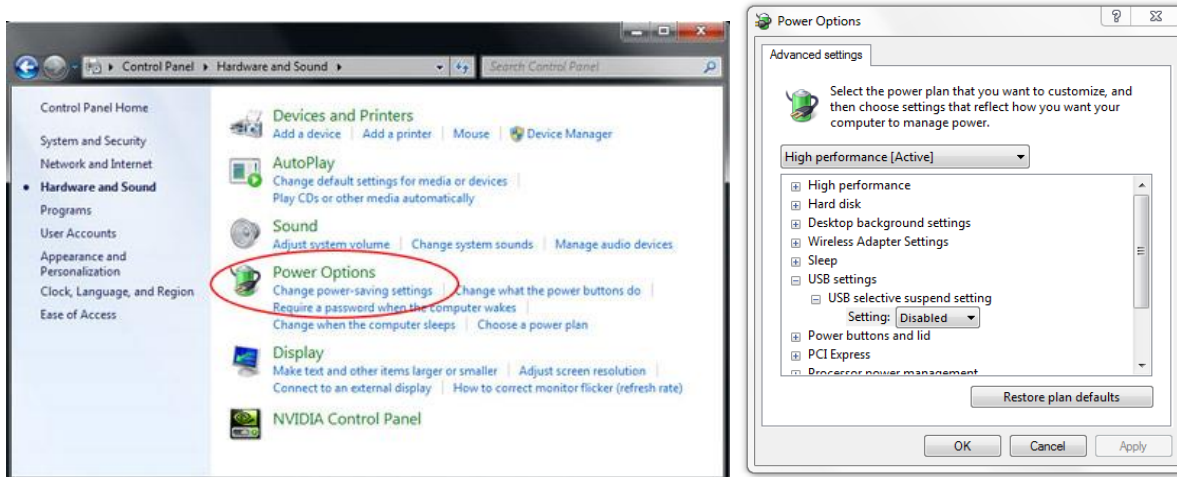 Control Panel ▸ Hardware and Sound ▸
Search Control Panel
Control Panel Home
System and Security
Network and Internet
Hardware and Sound
Programs
User Accounts
Appearance and
Personalization
Clock, Language, and Region
Ease of Access
Devices and Printers
Add a device | Add a printer | Mouse | Device Manager
AutoPlay
Change default settings for media or devices |
Play CDs or other media automatically
Sound
Adjust system volume | Change system sounds | Manage audio devices
Power Options
Change power-saving settings | Change what the power buttons do |
Require a password when the computer wakes |
Change when the computer sleeps | Choose a power plan
Display
Make text and other items larger or smaller | Adjust screen resolution |
Connect to an external display | How to correct monitor flicker (refresh rate)
NVIDIA Control Panel
Power Options
Advanced settings
Select the power plan that you want to customize, and
then choose settings that reflect how you want your
computer to manage power.
High performance [Active]
High performance
Hard disk
Desktop background settings
Wireless Adapter Settings
Sleep
USB settings
USB selective suspend setting
Setting: Disabled
Power buttons and lid
PCI Express
Processor power management
Restore plan defaults
OK Cancel Apply